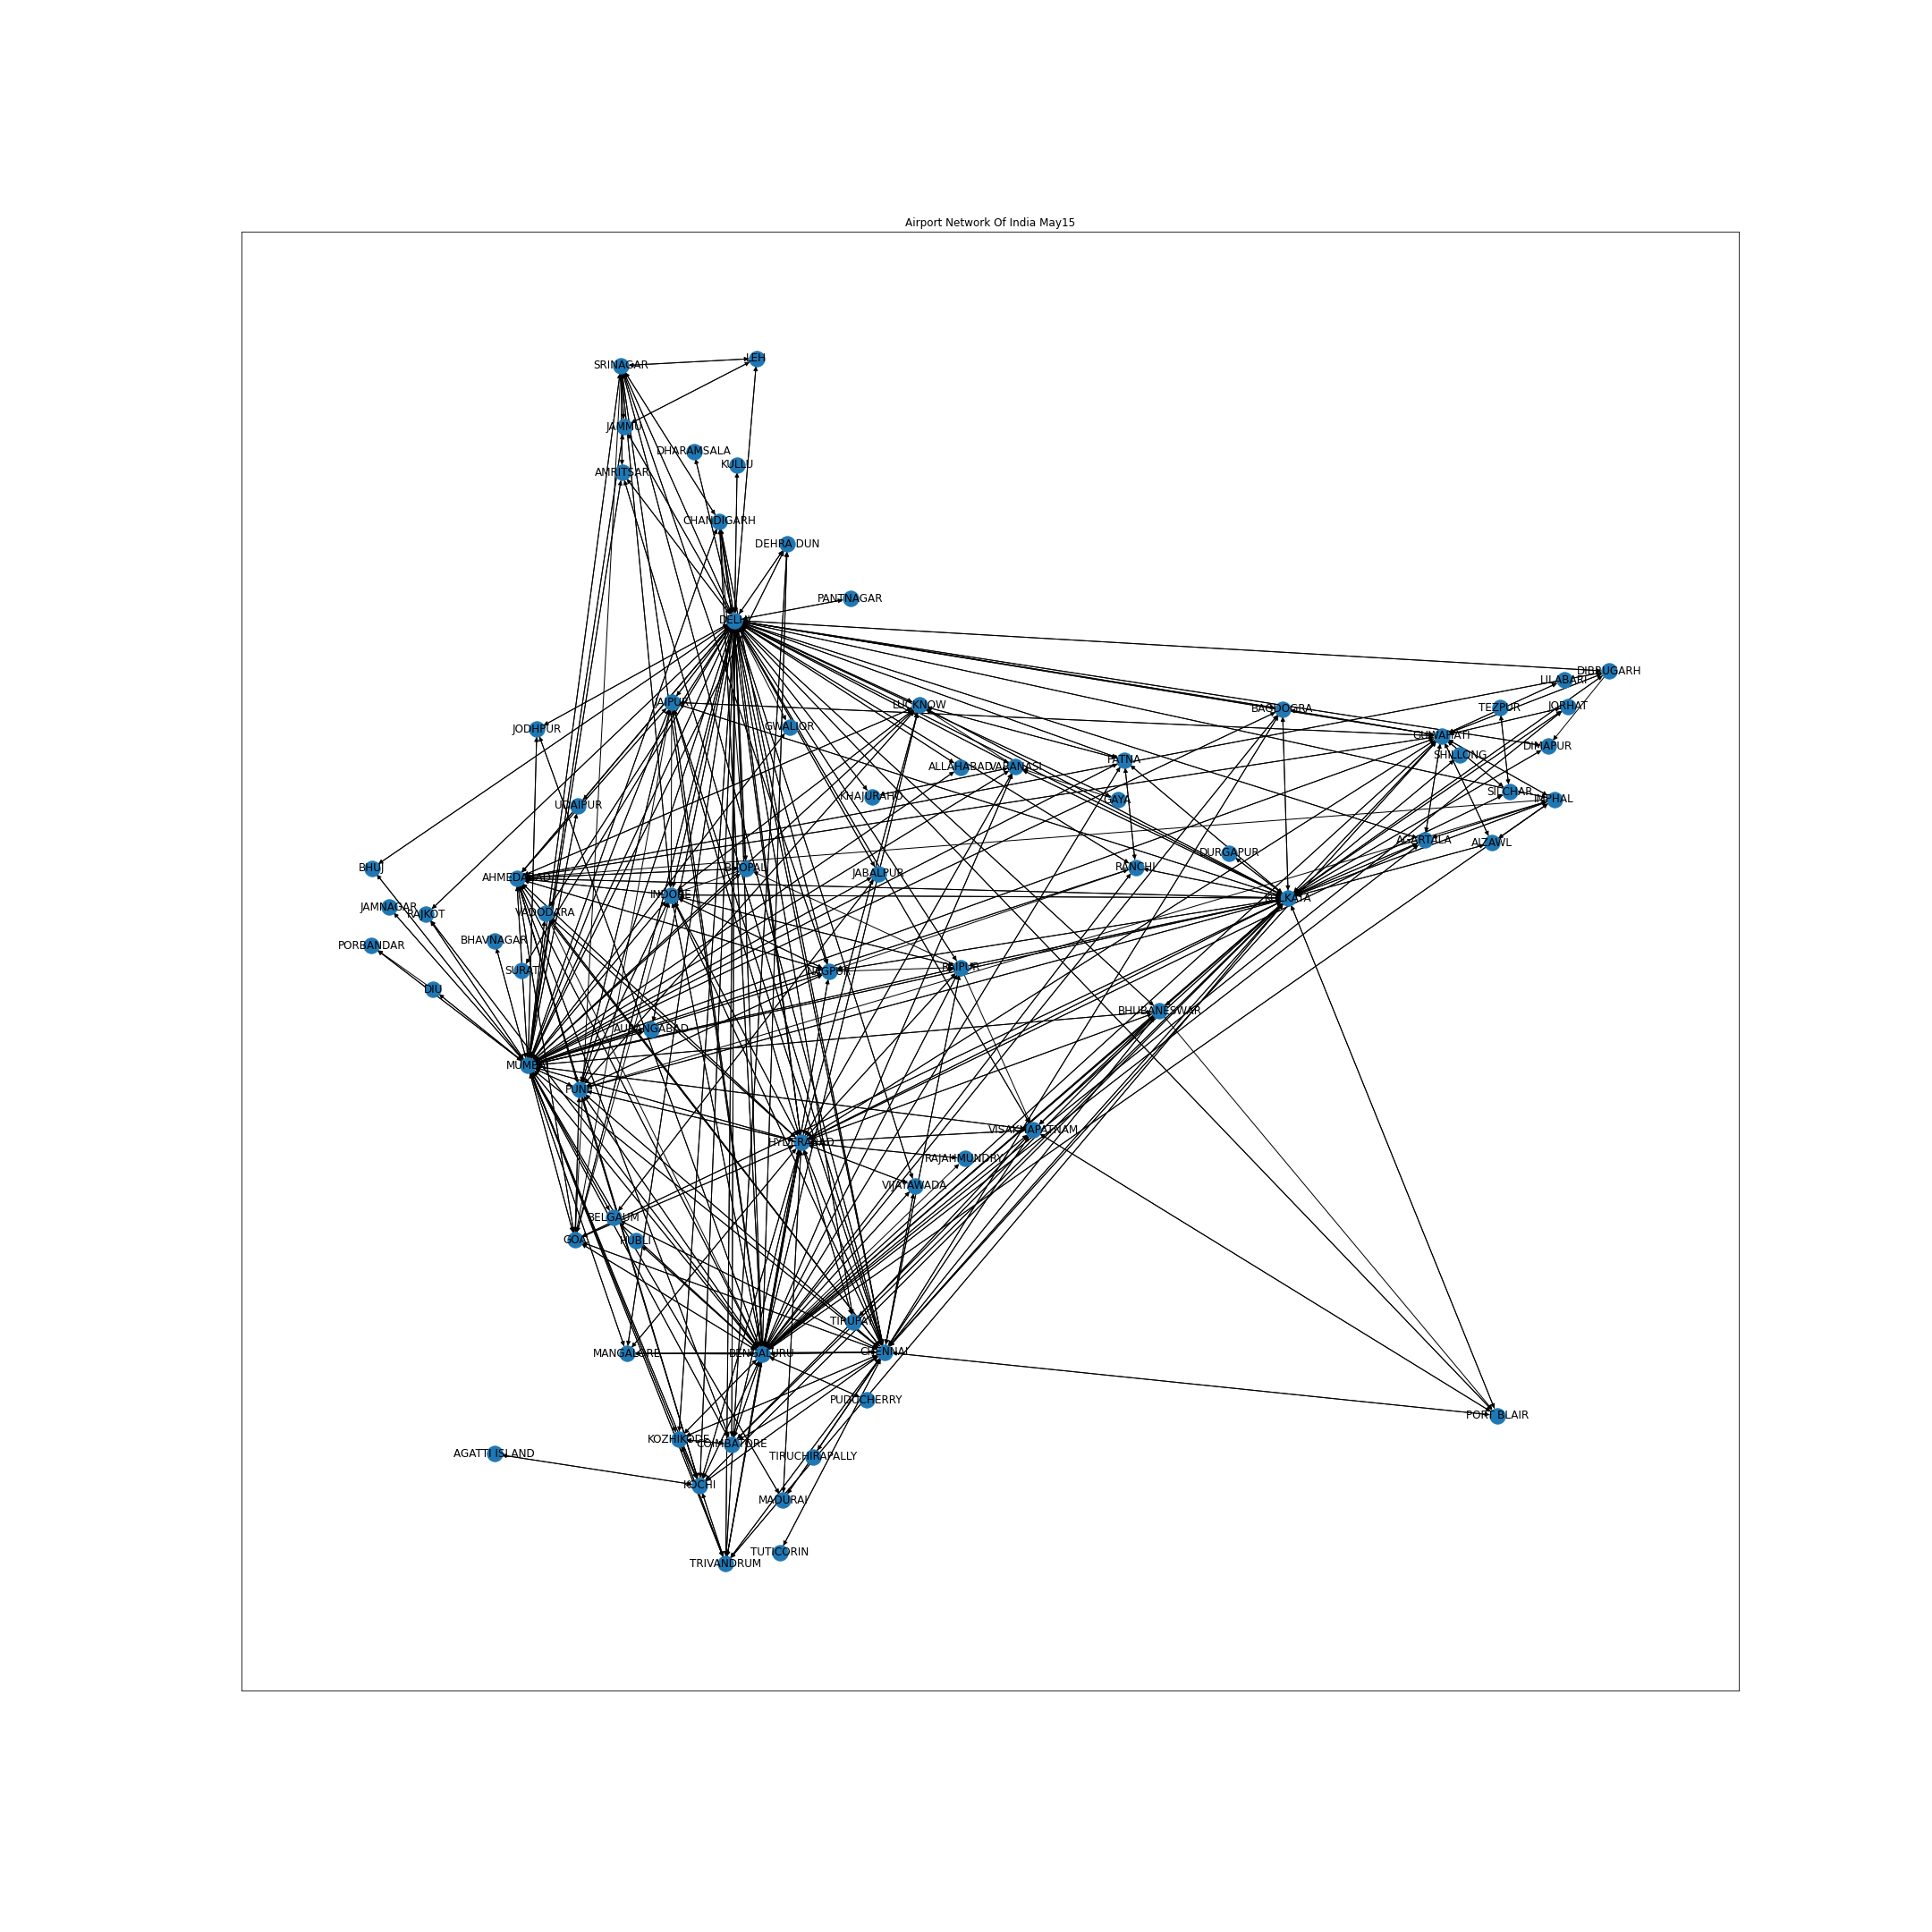 Airport Network Of India May15
LEH
SRINAGAR
JAMMU
DHARAMSALA
KULLU
AMRITSAR
CHANDIGARH
DEHRA DUN
PANTNAGAR
DELHI
DIBRUGARH
LILABARI
JAIPUR
LUCKNOW
BAGDOGRA
TEZPUR
JORHAT
JODHPUR
GWALIOR
GUWAHATI
DIMAPUR
SHILLONG
PATNA
ALLAHABAD
VARANASI
KHAJURAHO
GAYA
SILCHAR
IMPHAL
UDAIPUR
AGARTALA
AIZAWL
DURGAPUR
BHUJ
BHOPAL
RANCHI
JABALPUR
AHMEDABAD
INDORE
KOLKATA
JAMNAGAR
RAJKOT
VADODARA
BHAVNAGAR
PORBANDAR
SURAT
NAGPUR
RAIPUR
DIU
BHUBANESWAR
AURANGABAD
MUMBAI
PUNE
VISAKHAPATNAM
HYDERABAD
RAJAHMUNDRY
VIJAYAWADA
BELGAUM
GOA
HUBLI
TIRUPATI
MANGALORE
BENGALURU
CHENNAI
PUDUCHERRY
PORT BLAIR
KOZHIKODE
COIMBATORE
AGATTI ISLAND
TIRUCHIRAPALLY
KOCHI
MADURAI
TUTICORIN
TRIVANDRUM